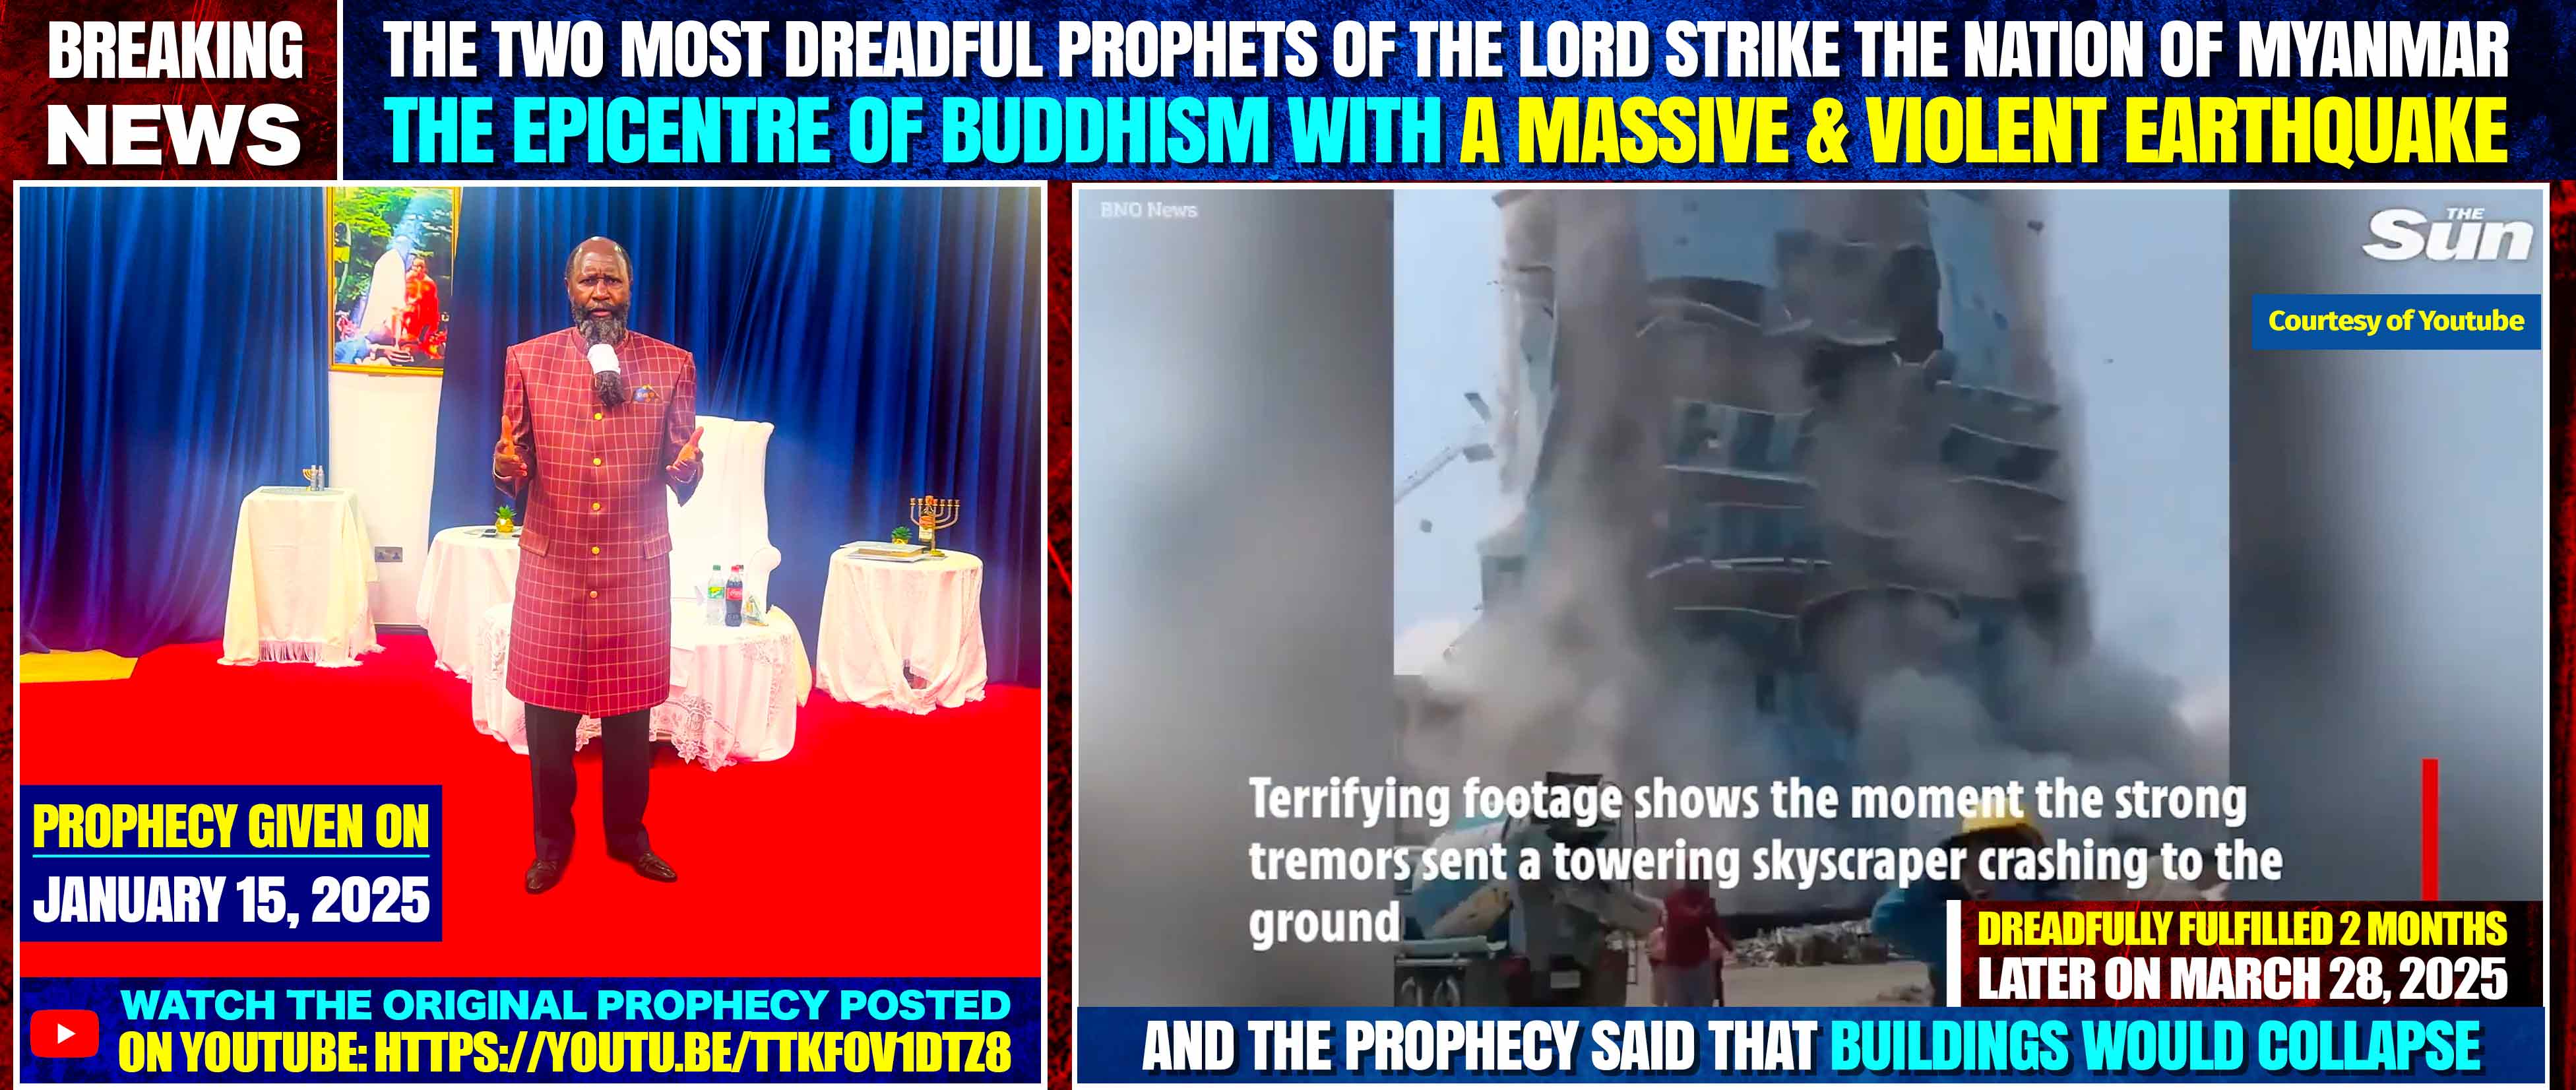 BREAKING
NEWS
THE TWO MOST DREADFUL PROPHETS OF THE LORD STRIKE THE NATION OF MYANMAR
THE EPICENTRE OF BUDDHISM WITH A MASSIVE & VIOLENT EARTHQUAKE
PROPHECY GIVEN ON
JANUARY 15, 2025
WATCH THE ORIGINAL PROPHECY POSTED
ON YOUTUBE: HTTPS://YOUTU.BE/TTKFOV1DTZ8
BNO News
THE
Sun
Courtesy of Youtube
Terrifying footage shows the moment the strong
tremors sent a towering skyscraper crashing to the
ground
DREADFULLY FULFILLED 2 MONTHS
LATER ON MARCH 28, 2025
AND THE PROPHECY SAID THAT BUILDINGS WOULD COLLAPSE